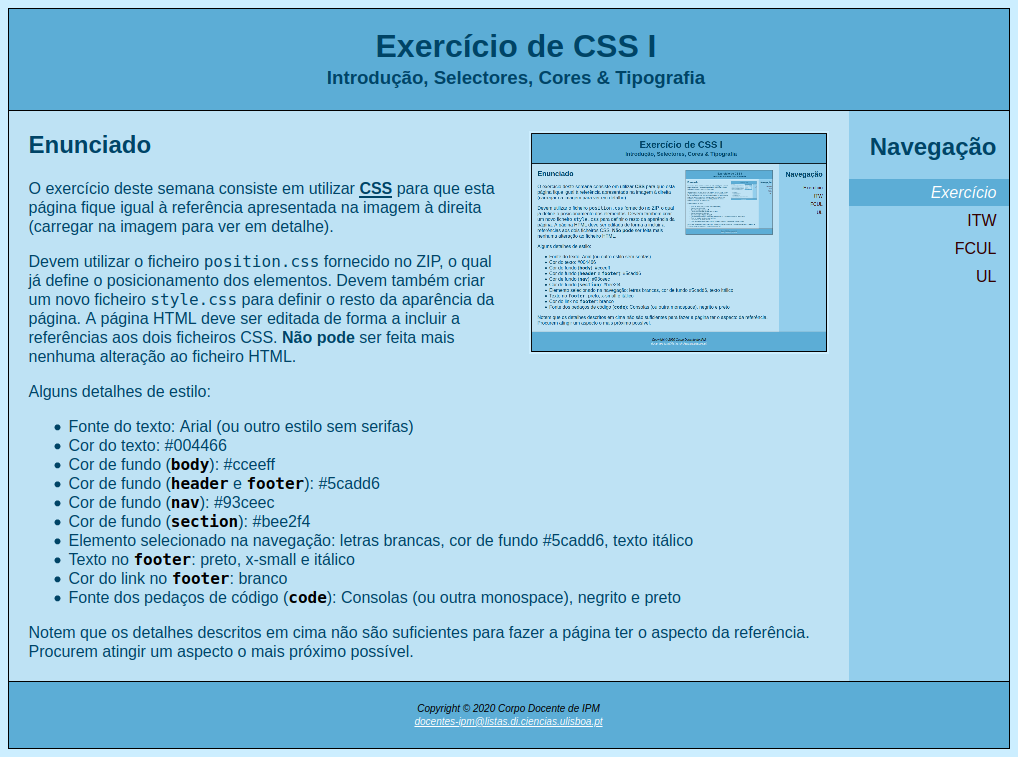 Exercício de CSS I
Introdução, Selectores, Cores & Tipografia
Enunciado
O exercício deste semana consiste em utilizar CSS para que esta
página fique igual à referência apresentada na imagem à direita
(carregar na imagem para ver em detalhe).
Devem utilizar o ficheiro position.css fornecido no ZIP, o qual
já define o posicionamento dos elementos. Devem também criar
um novo ficheiro style.css para definir o resto da aparência da
página. A página HTML deve ser editada de forma a incluir a
referências aos dois ficheiros CSS. Não pode ser feita mais
nenhuma alteração ao ficheiro HTML.
Alguns detalhes de estilo:
Fonte do texto: Arial (ou outro estilo sem serifas)
Cor do texto: #004466
Cor de fundo (body): #cceeff
Cor de fundo (header e footer): #5cadd6
Cor de fundo (nav): #93ceec
Cor de fundo (section): #bee2f4
Elemento selecionado na navegação: letras brancas, cor de fundo #5cadd6, texto itálico
Texto no footer: preto, x-small e itálico
Cor do link no footer: branco
Fonte dos pedaços de código (code): Consolas (ou outra monospace), negrito e preto
Notem que os detalhes descritos em cima não são suficientes para fazer a página ter o aspecto da referência.
Procurem atingir um aspecto o mais próximo possível.
Exercício de CSS I
Introdução, Selectores, Cores & Tipografia
Enunciado
Navegação
Navegação
Exercício
ITW
FCUL
UL
Copyright © 2020 Corpo Docente de IPM
docentes-ipm@listas.di.ciencias.ulisboa.pt